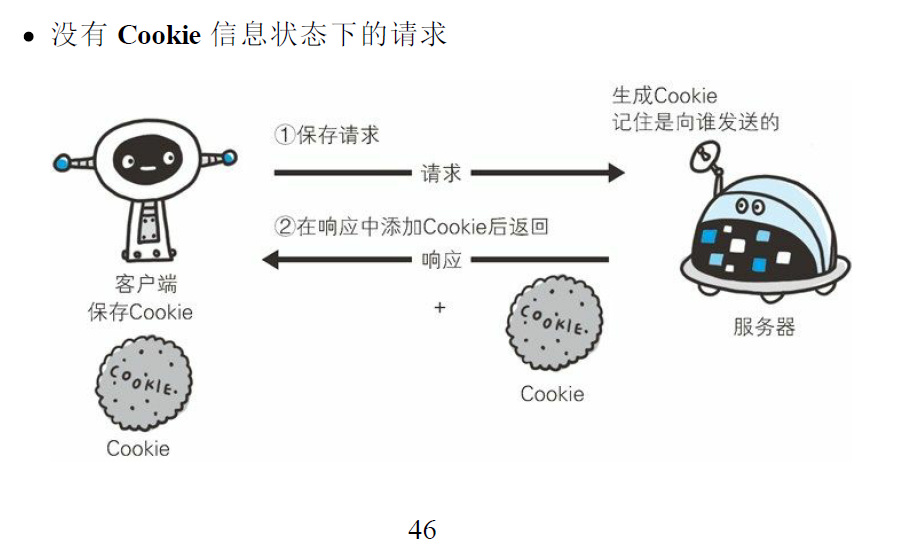 • 没有 Cookie 信息状态下的请求
生成Cookie
记住是向谁发送的
①保存请求
请求
②在响应中添加Cookie后返回
响应
+
客户端
保存Cookie
COOKIE.
服务器
Cookie
COOKIE.
Cookie
46